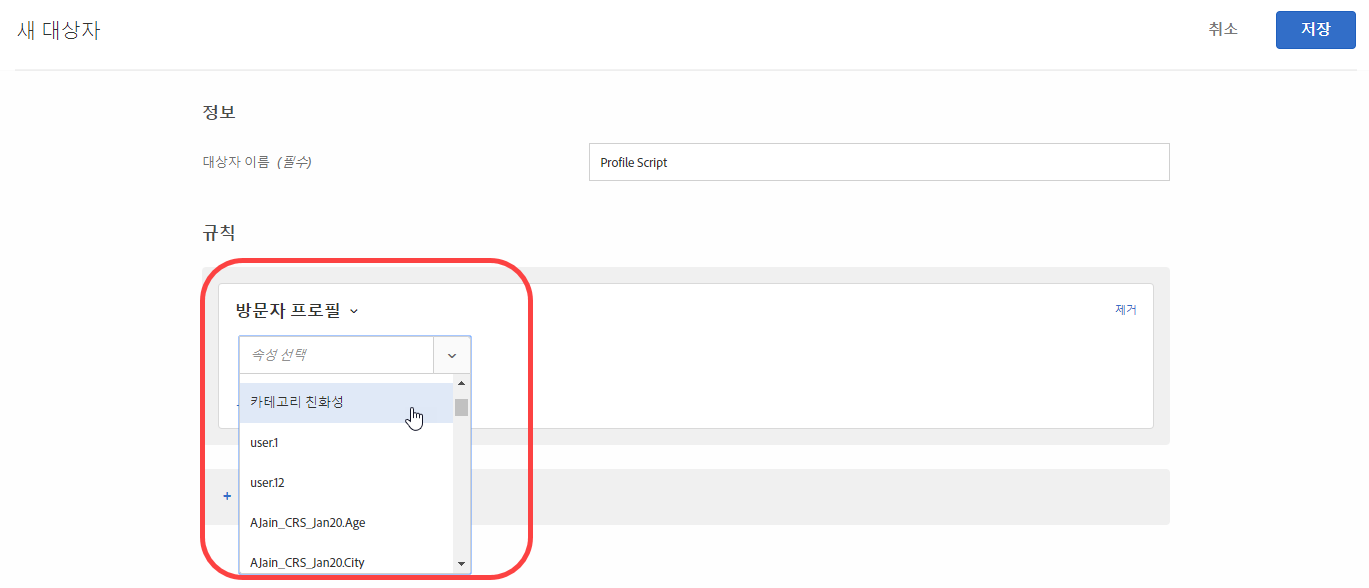 새 대상자
취소
저장
정보
대상자 이름 (필수)
Profile Script
규칙
방문자 프로필
제거
속성 선택
카테고리 친화성
user.1
user.12
AJain_CRS_Jan20.Age
AJain_CRS_Jan20.City
+